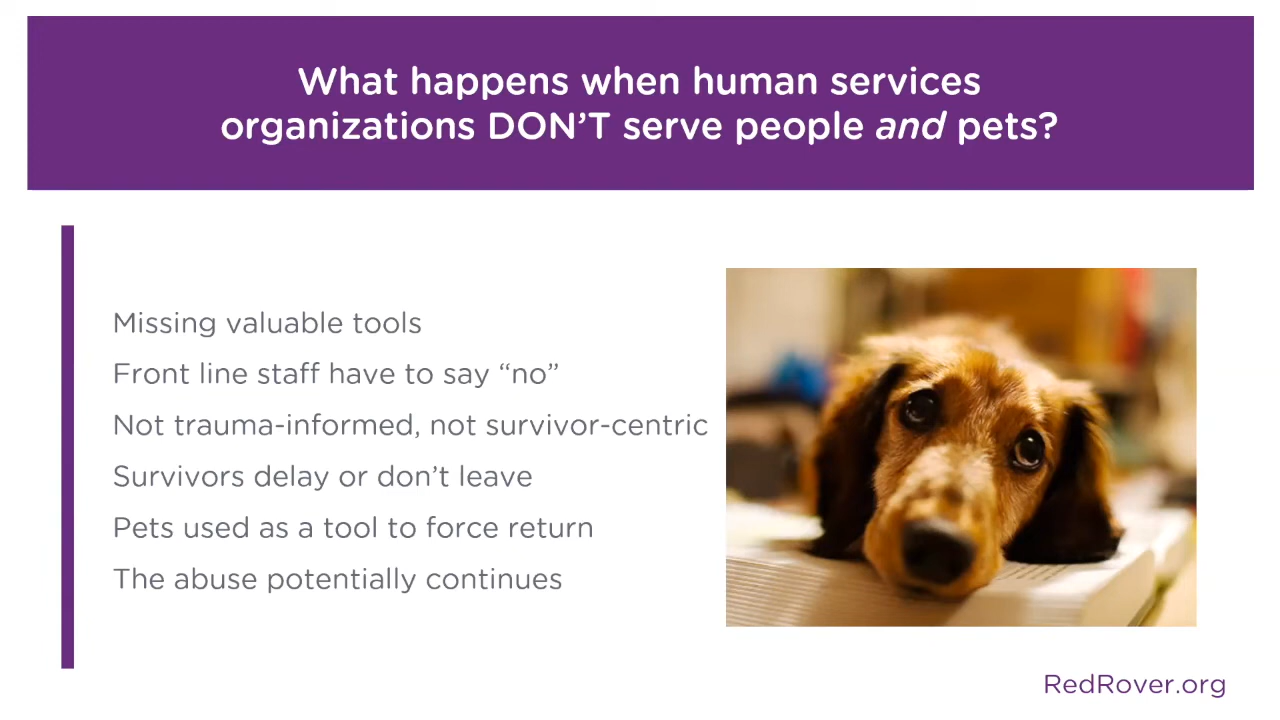 What happens when human services
organizations DON’T serve people and pets?
Missing valuable tools
Front line staff have to say “no”
Not trauma-informed, not survivor-centric
Survivors delay or don’t leave
Pets used as a tool to force return
The abuse potentially continues
RedRover.org